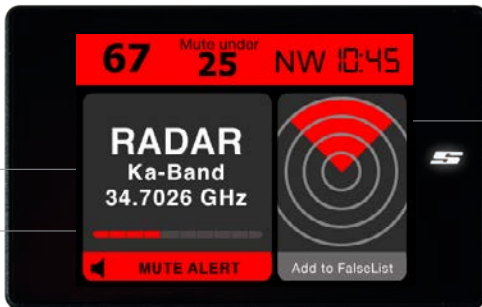 67
Mute under
25
NW 10:45
RADAR
Ka-Band
34.7026 GHz
MUTE ALERT
Add to FalseList